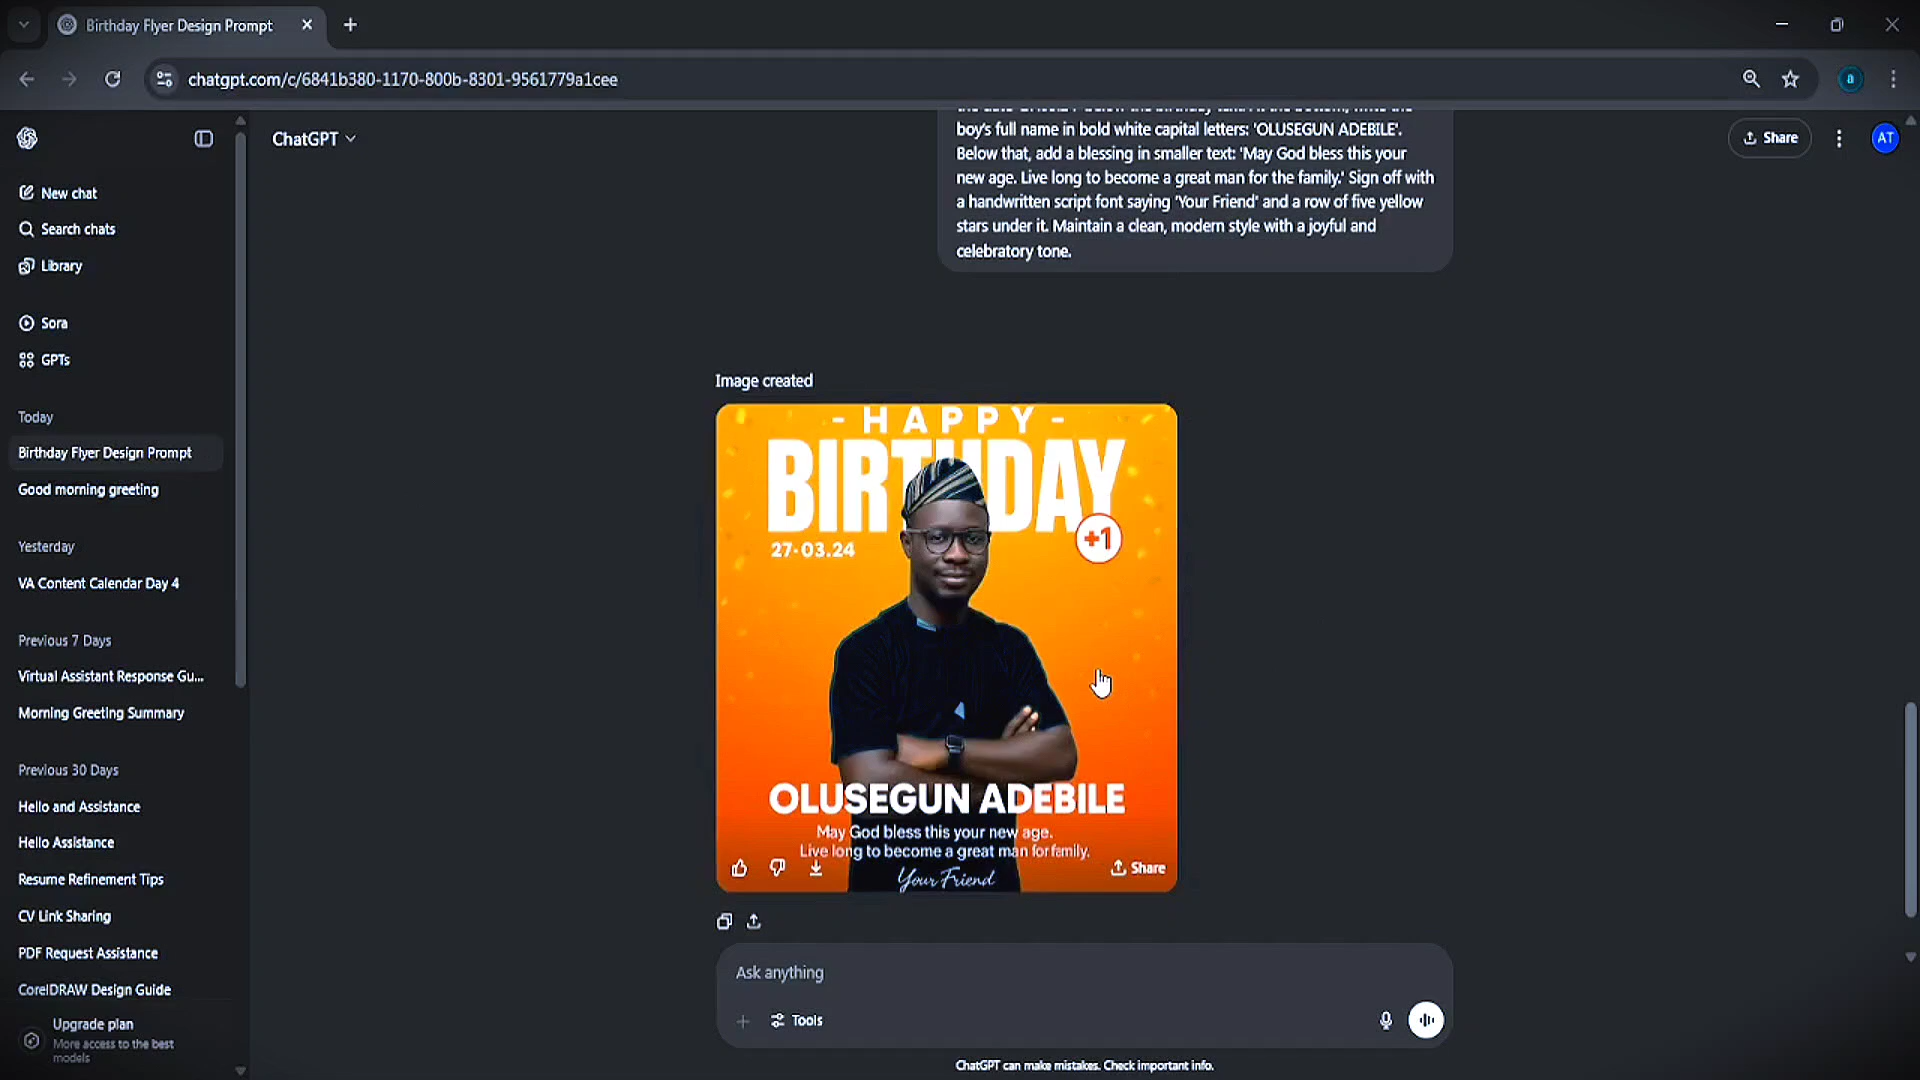 Birthday Flyer Design Prompt
chatgpt.com/c/6841b380-1170-800b-8301-9561779a1cee
a
ChatGPT
Share
AT
New chat
Search chats
Library
Sora
GPTs
Today
Birthday Flyer Design Prompt
Good morning greeting
Yesterday
VA Content Calendar Day 4
Previous 7 Days
Virtual Assistant Response Gu...
Morning Greeting Summary
Previous 30 Days
Hello and Assistance
Hello Assistance
Resume Refinement Tips
CV Link Sharing
PDF Request Assistance
CorelDRAW Design Guide
Upgrade plan
More access to the best
models
boy's full name in bold white capital letters: 'OLUSEGUN ADEBILE'.
Below that, add a blessing in smaller text: 'May God bless this your
new age. Live long to become a great man for the family.' Sign off with
a handwritten script font saying 'Your Friend' and a row of five yellow
stars under it. Maintain a clean, modern style with a joyful and
celebratory tone.
Image created
- HAPPY -
BIRTHDAY
27-03.24
+1
OLUSEGUN ADEBILE
May God bless this your new age.
Live long to become a great man for family.
Your Friend
Share
Ask anything
Tools
ChatGPT can make mistakes. Check important info.